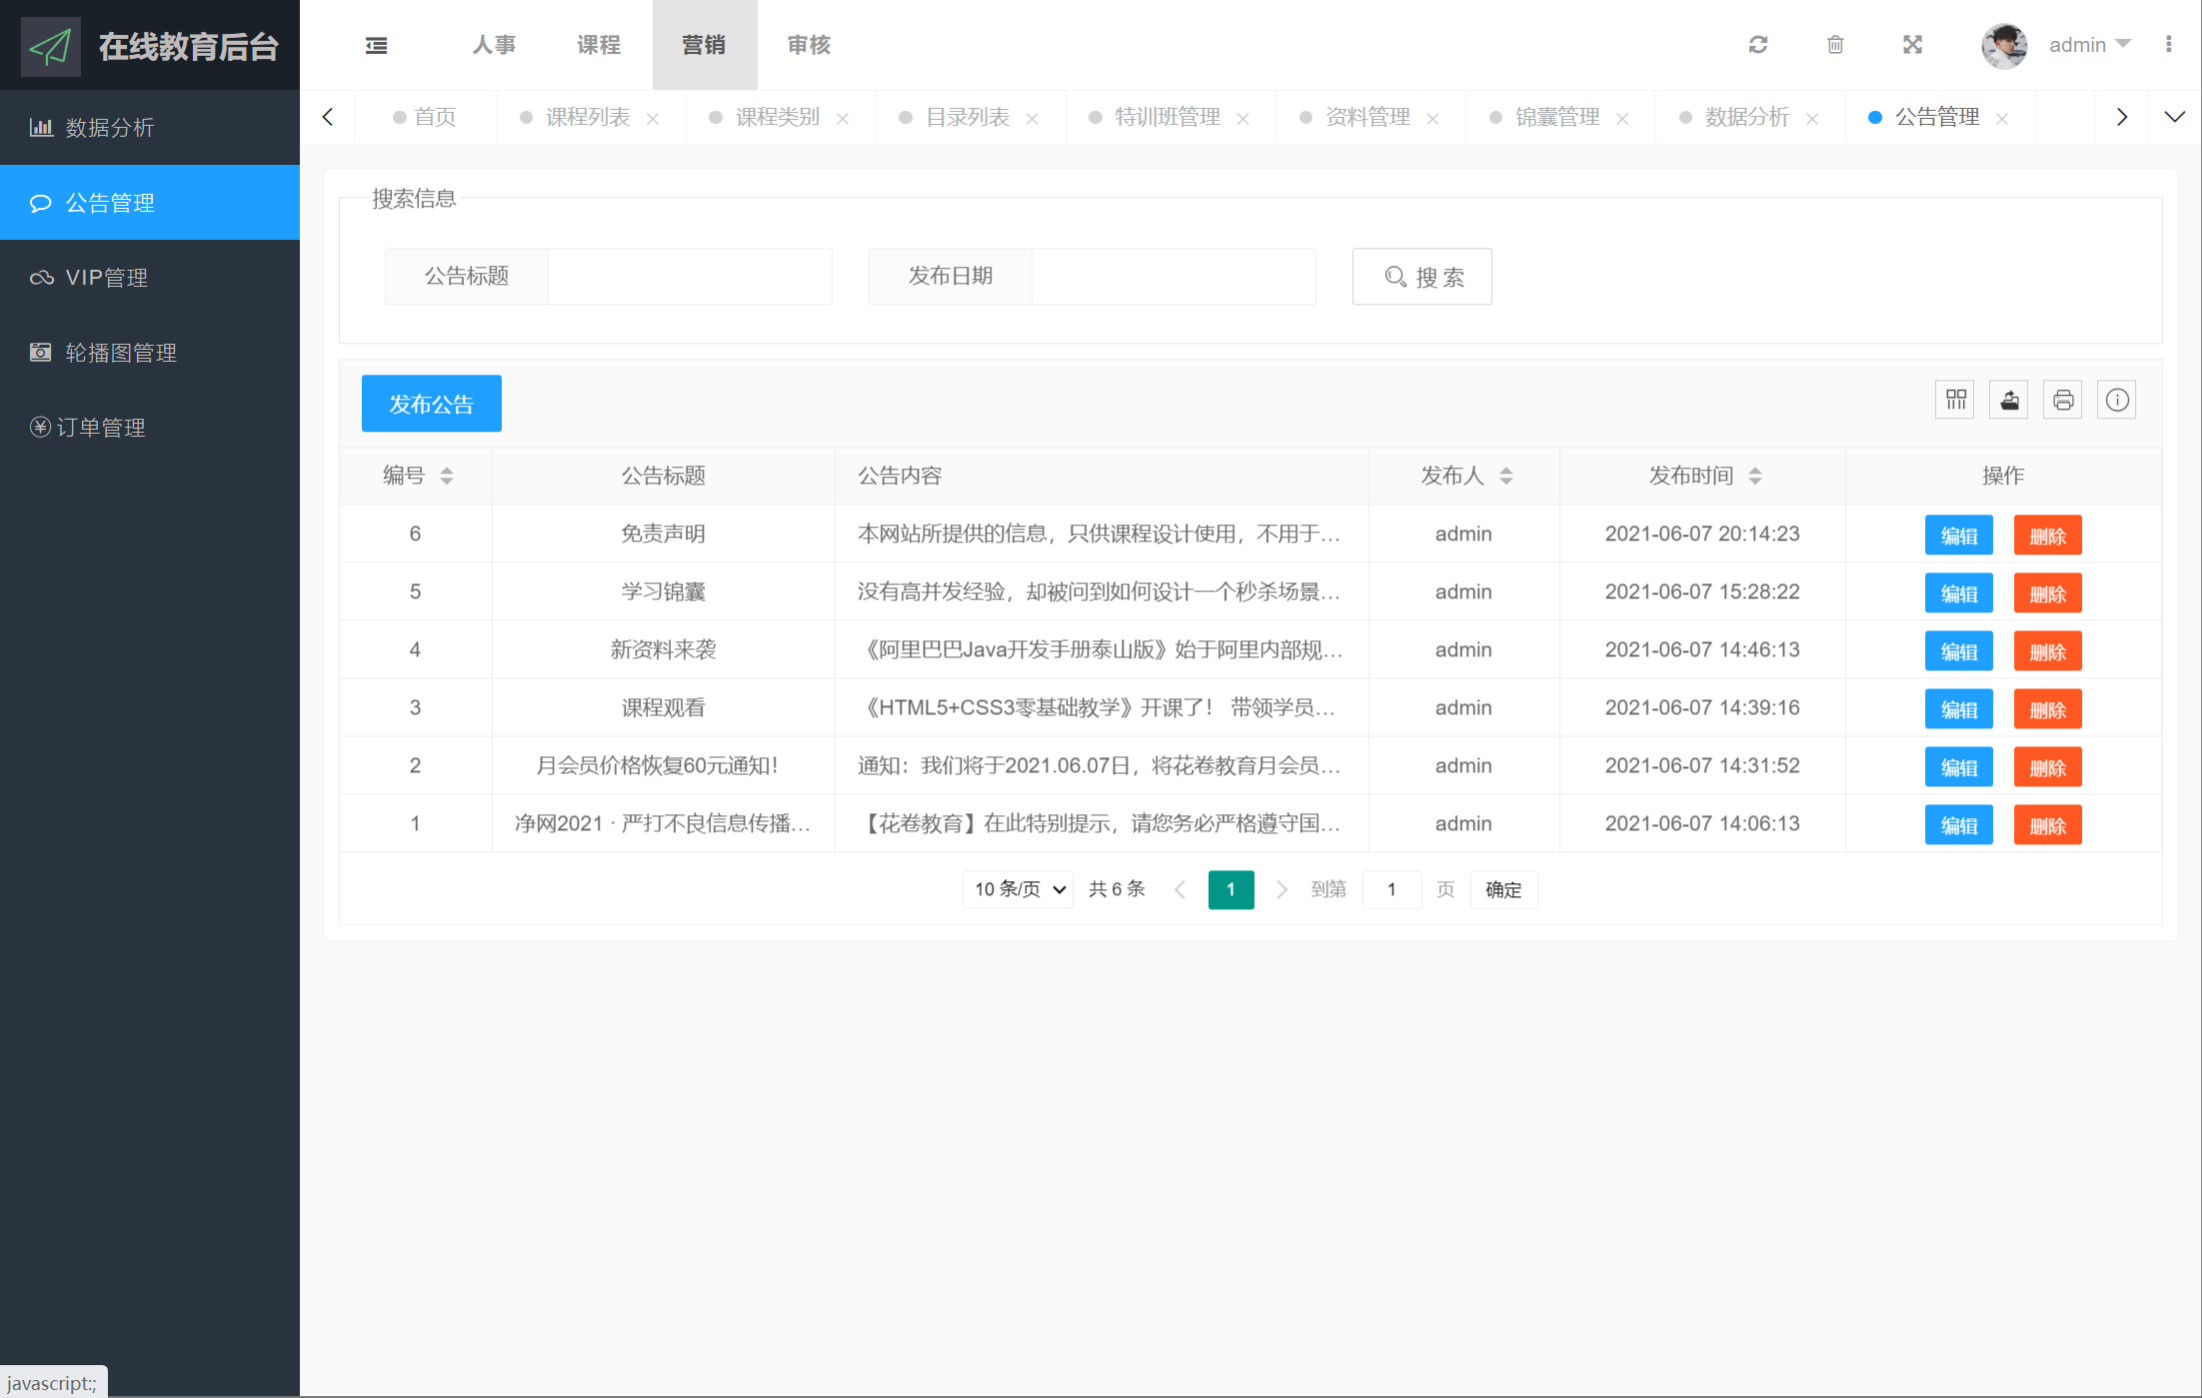 在线教育后台
人事 课程 营销 审核 admin
首页 课程列表 课程类别 目录列表 特训班管理 资料管理 锦囊管理 数据分析 公告管理
数据分析
公告管理
VIP管理
轮播图管理
订单管理
搜索信息
公告标题 发布日期 搜 索
发布公告
编号 公告标题 公告内容 发布人 发布时间 操作
6 免责声明 本网站所提供的信息，只供课程设计使用，不用于... admin 2021-06-07 20:14:23 编辑 删除
5 学习锦囊 没有高并发经验，却被问到如何设计一个秒杀场景... admin 2021-06-07 15:28:22 编辑 删除
4 新资料来袭 《阿里巴巴Java开发手册泰山版》始于阿里内部规... admin 2021-06-07 14:46:13 编辑 删除
3 课程观看 《HTML5+CSS3零基础教学》开课了！ 带领学员... admin 2021-06-07 14:39:16 编辑 删除
2 月会员价格恢复60元通知！ 通知：我们将于2021.06.07日，将花卷教育月会员... admin 2021-06-07 14:31:52 编辑 删除
1 净网2021 · 严打不良信息传播... 【花卷教育】在此特别提示，请您务必严格遵守国... admin 2021-06-07 14:06:13 编辑 删除
10 条/页 共 6 条 1 到第 1 页 确定
javascript:;